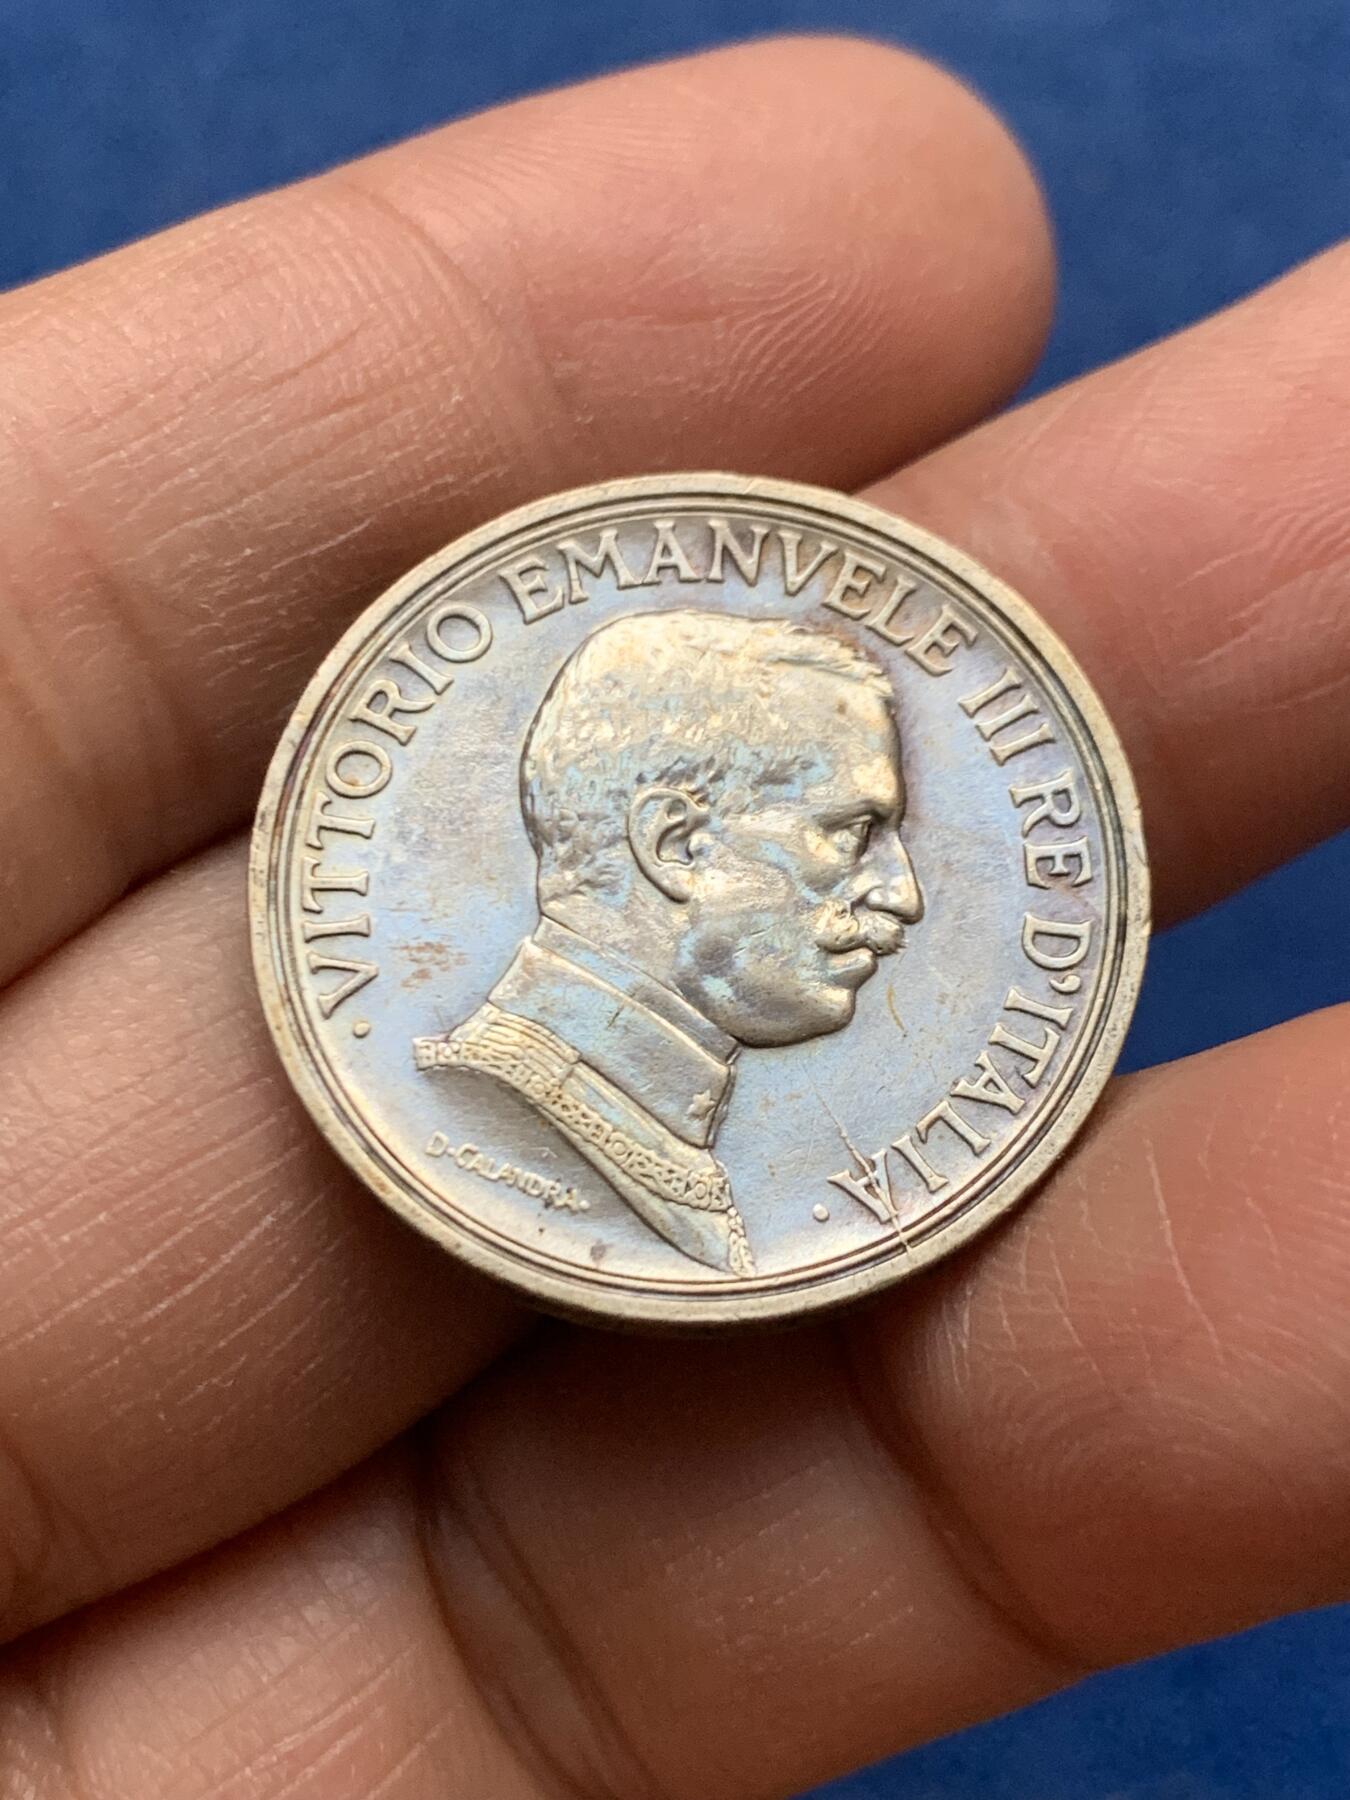 · VITTORIO EMANVELE III RE D'ITALIA ·
D·CALANDRA·